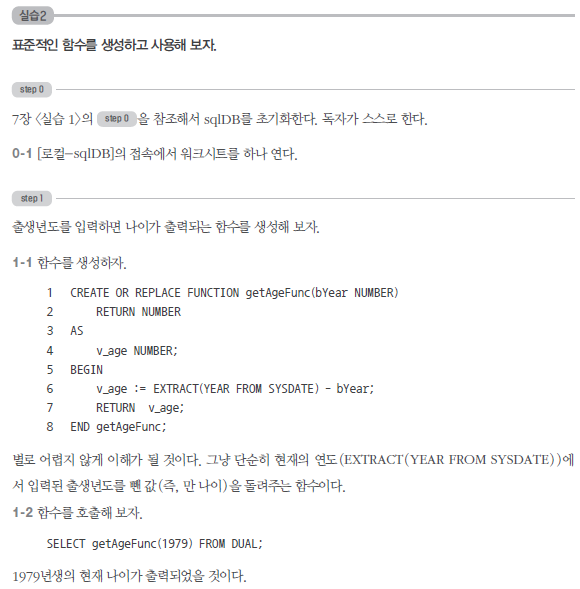 실습2
표준적인 함수를 생성하고 사용해 보자.
step 0
7장 <실습 1>의 step 0 을 참조해서 sqlDB를 초기화한다. 독자가 스스로 한다.
0-1 [로컬-sqlDB]의 접속에서 워크시트를 하나 연다.
step 1
출생년도를 입력하면 나이가 출력되는 함수를 생성해 보자.
1-1 함수를 생성하자.
1 CREATE OR REPLACE FUNCTION getAgeFunc(bYear NUMBER)
2 RETURN NUMBER
3 AS
4 v_age NUMBER;
5 BEGIN
6 v_age := EXTRACT(YEAR FROM SYSDATE) - bYear;
7 RETURN v_age;
8 END getAgeFunc;
별로 어렵지 않게 이해가 될 것이다. 그냥 단순히 현재의 연도(EXTRACT(YEAR FROM SYSDATE))에
서 입력된 출생년도를 뺀 값(즉, 만 나이)을 돌려주는 함수이다.
1-2 함수를 호출해 보자.
SELECT getAgeFunc(1979) FROM DUAL;
1979년생의 현재 나이가 출력되었을 것이다.